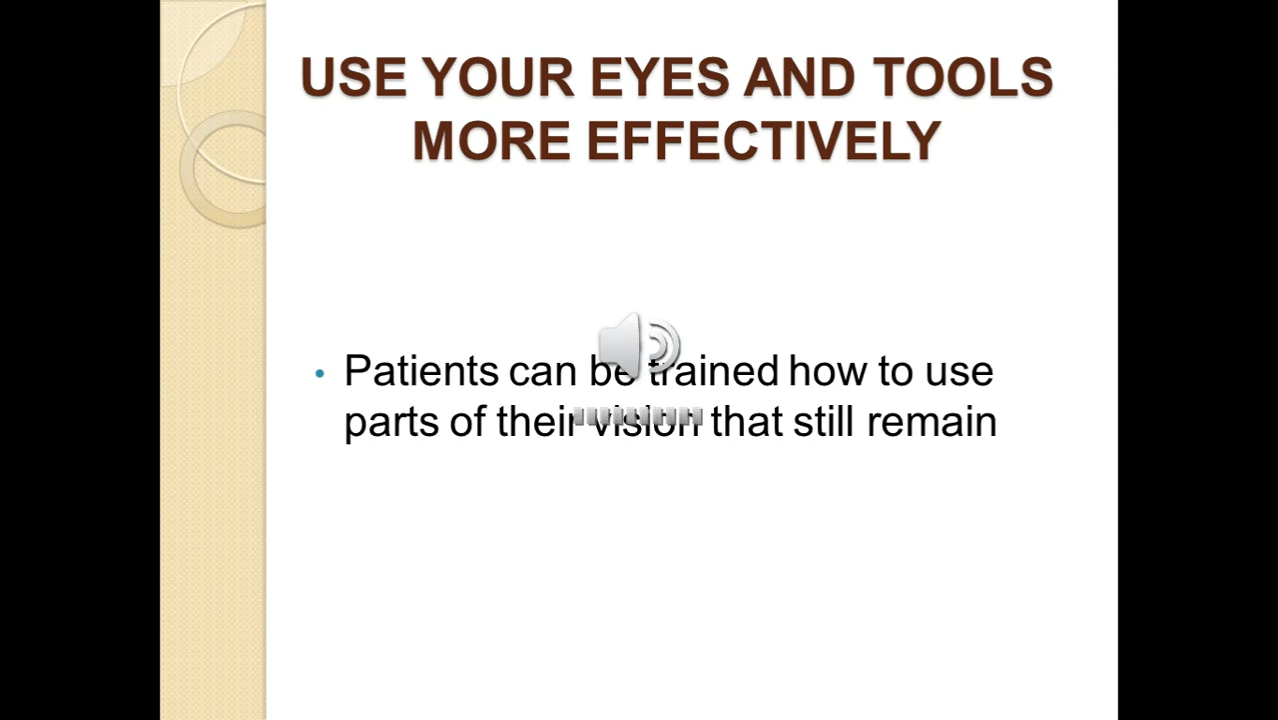 USE YOUR EYES AND TOOLS
MORE EFFECTIVELY
• Patients can be trained how to use
parts of their vision that still remain